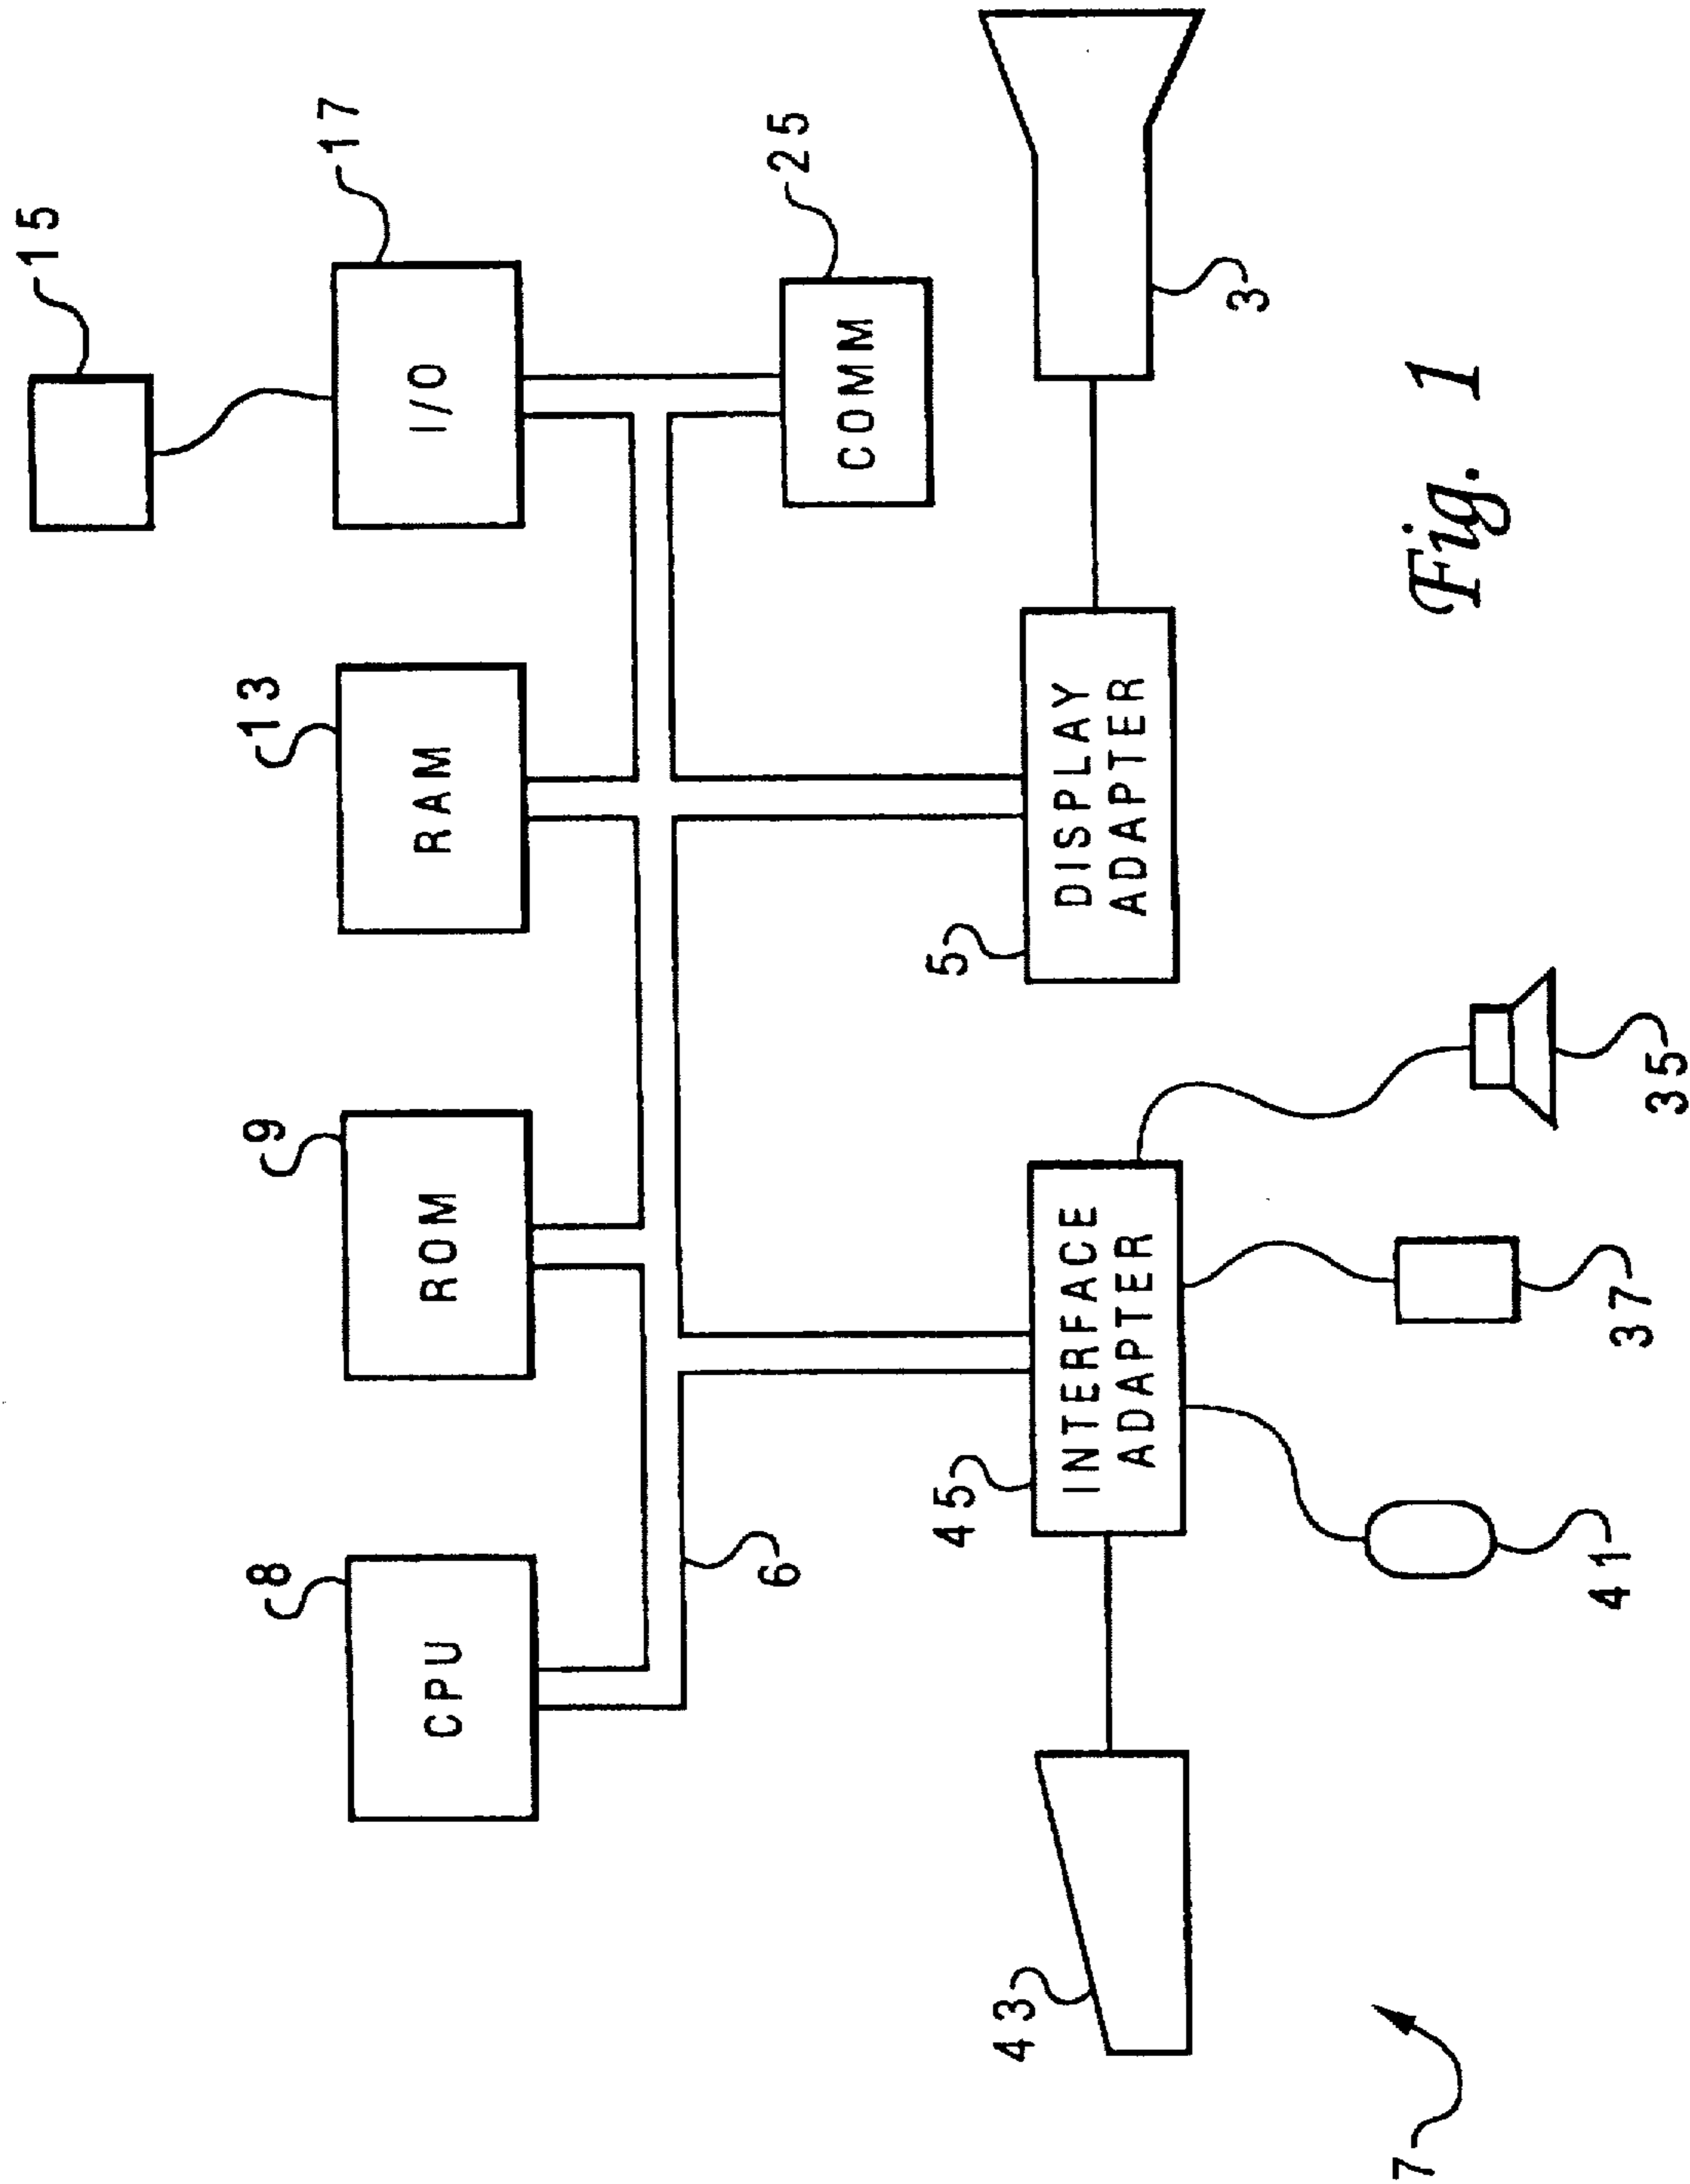 15
17
13
9
8
I/O
RAM
ROM
CPU
25
COMM
6
5
DISPLAY
ADAPTER
3
45
INTERFACE
ADAPTER
43
35
37
41
7
Fig. 1